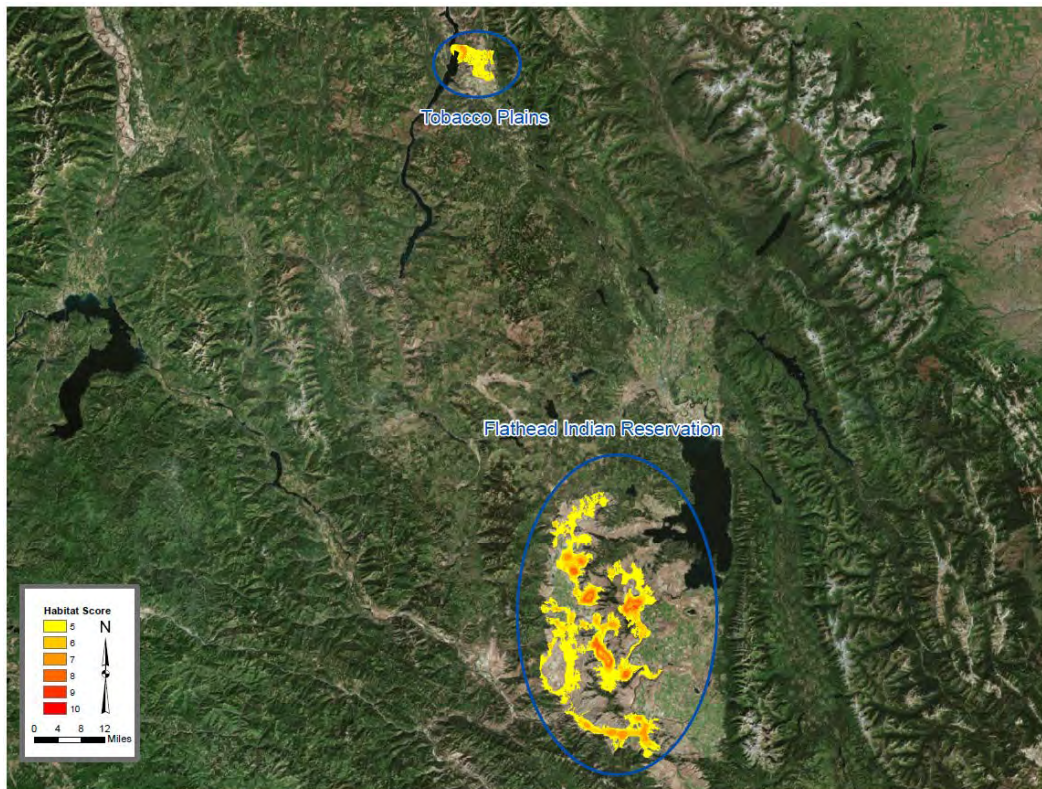 Tobacco Plains
Flathead Indian Reservation
Habitat Score
5
6
7
8
9
10
N
0 4 8 12
Miles